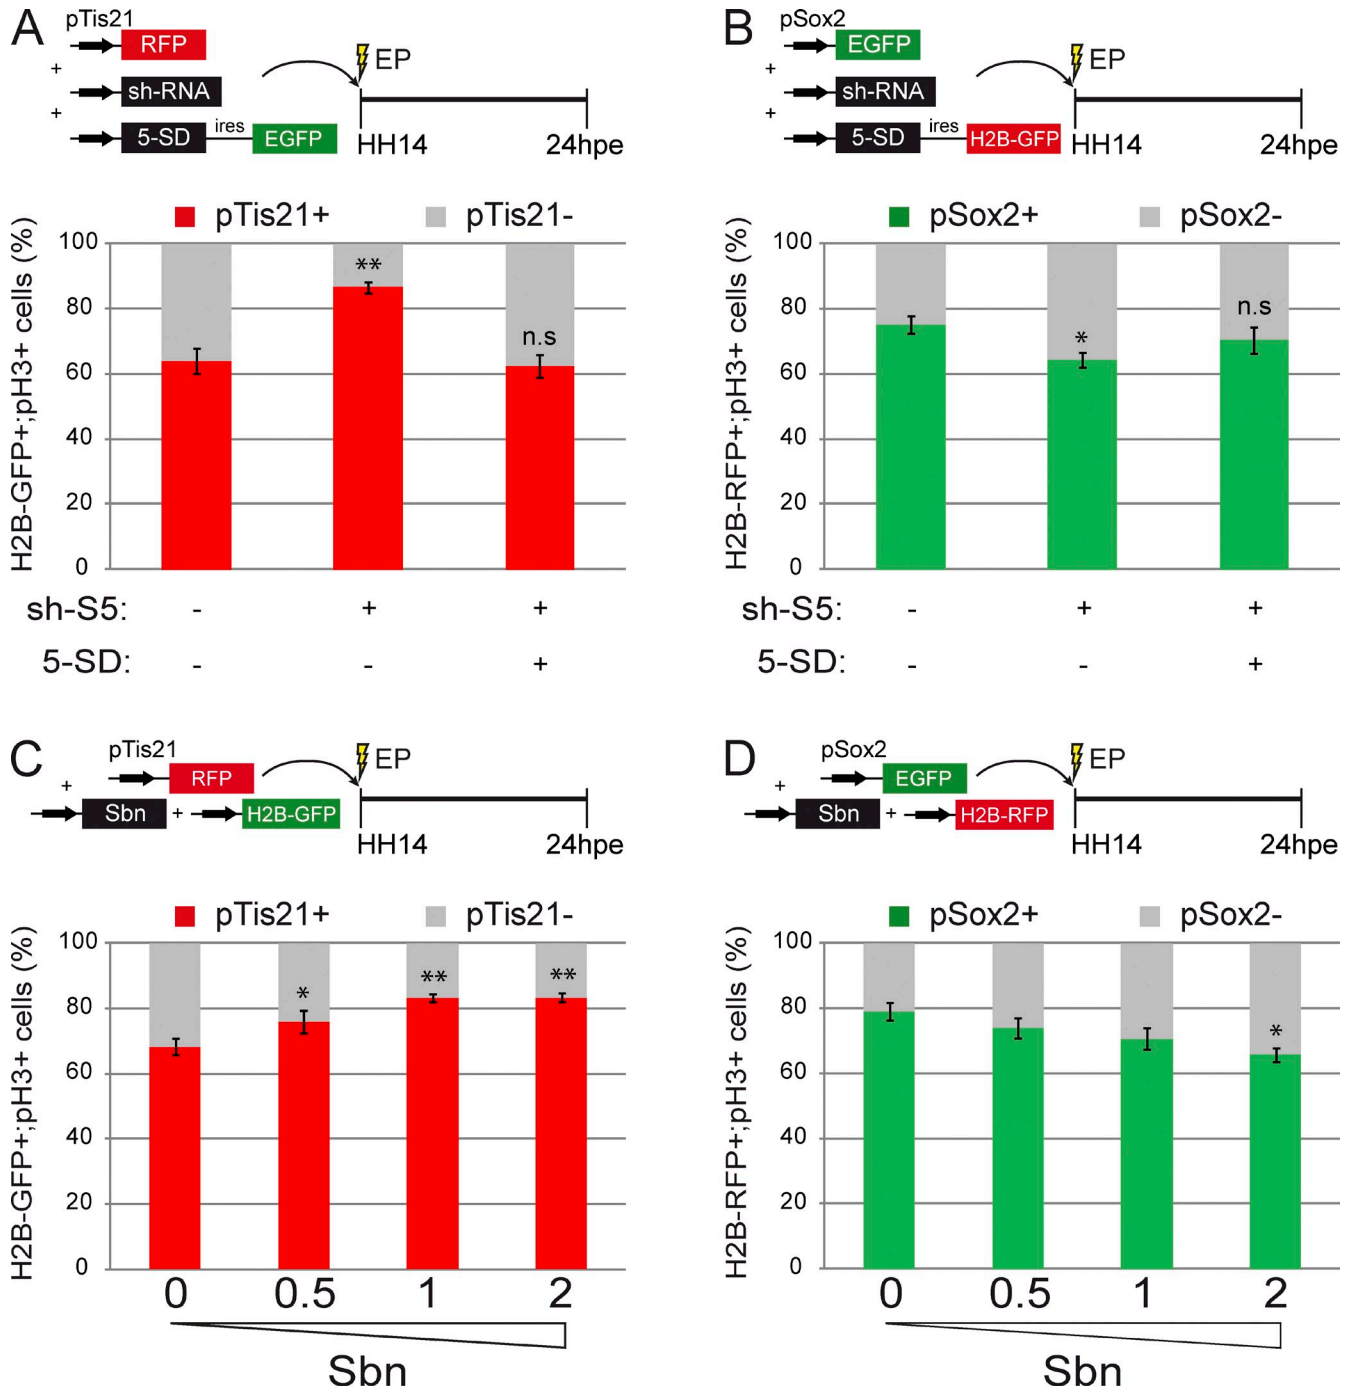 A
pTis21
RFP
+
sh-RNA
+
5-SD
ires
EGFP
EP
HH14
24hpe
pTis21+
pTis21-
H2B-GFP+;pH3+ cells (%)
100
80
60
40
20
0
**
n.s
sh-S5: - + +
5-SD: - - +
B
pSox2
EGFP
+
sh-RNA
+
5-SD
ires
H2B-GFP
EP
HH14
24hpe
pSox2+
pSox2-
H2B-RFP+;pH3+ cells (%)
100
80
60
40
20
0
*
n.s
sh-S5: - + +
5-SD: - - +
C
pTis21
RFP
+
Sbn + H2B-GFP
EP
HH14
24hpe
pTis21+
pTis21-
H2B-GFP+;pH3+ cells (%)
100
80
60
40
20
0
*
**
**
0 0.5 1 2
Sbn
D
pSox2
EGFP
+
Sbn + H2B-RFP
EP
HH14
24hpe
pSox2+
pSox2-
H2B-RFP+;pH3+ cells (%)
100
80
60
40
20
0
*
0 0.5 1 2
Sbn